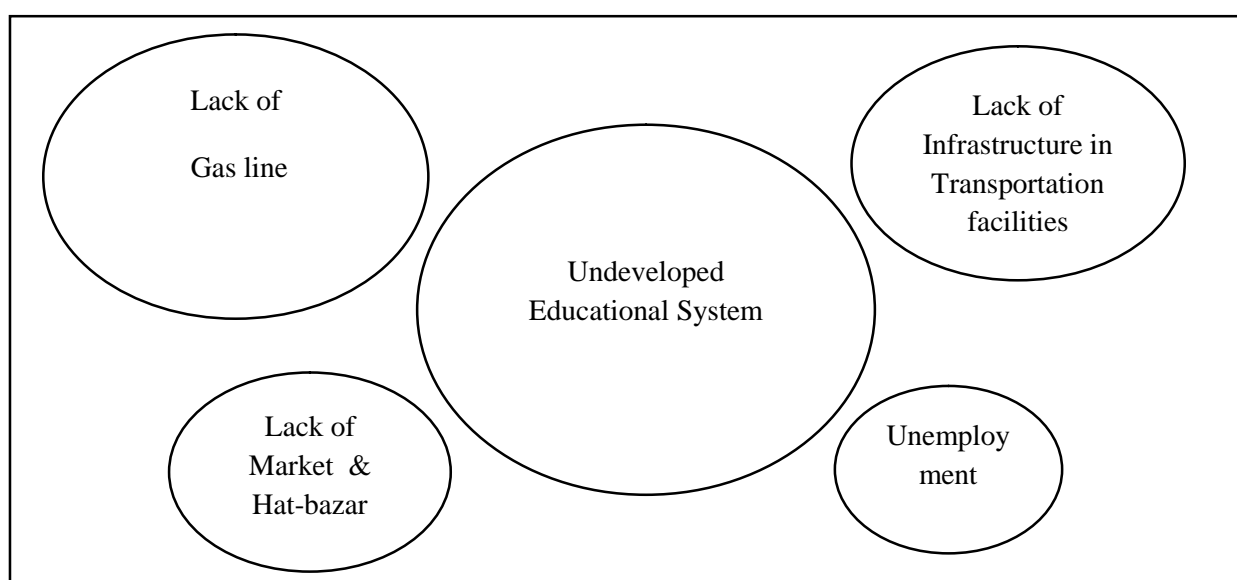 Lack of
Gas line
Lack of
Infrastructure in
Transportation
facilities
Undeveloped
Educational System
Lack of
Market &
Hat-bazar
Unemploy
ment